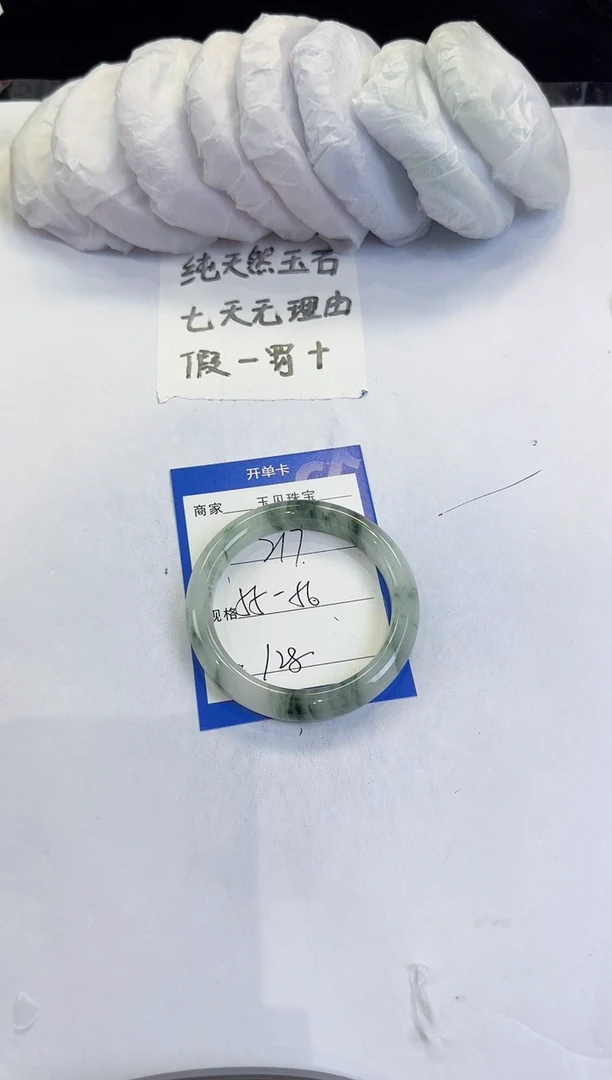 纯天然玉石
七天无理由
假一罚十
开单卡
商家 玉贝珠宝
217
规格 55-56
128